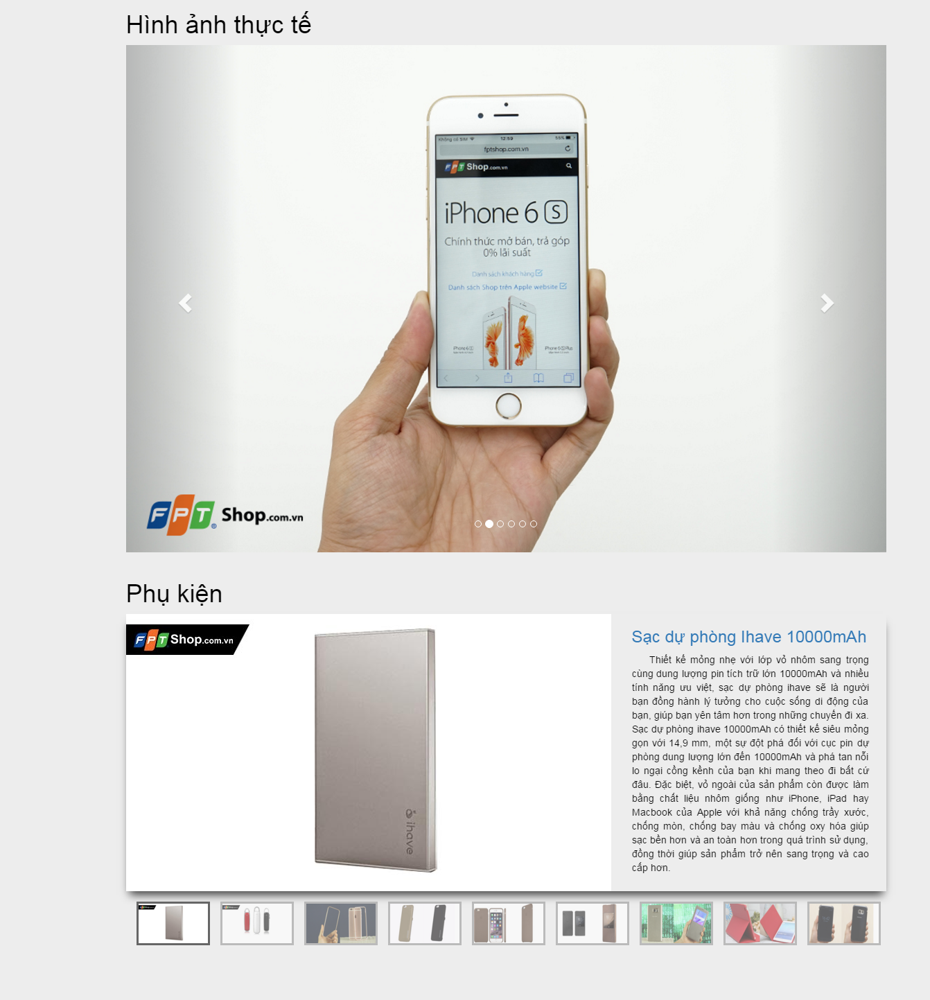 Hình ảnh thực tế
Không có SIM 12:59 55%
fptshop.com.vn
FPT Shop.com.vn
iPhone 6 S
Chính thức mở bán, trả góp
0% lãi suất
Danh sách khách hàng
Danh sách Shop trên Apple website
iPhone 6S iPhone 6S Plus
FPT Shop.com.vn
Phụ kiện
FPT Shop.com.vn
ihave
Sạc dự phòng Ihave 10000mAh
Thiết kế mỏng nhẹ với lớp vỏ nhôm sang trọng
cùng dung lượng pin tích trữ lớn 10000mAh và nhiều
tính năng ưu việt, sạc dự phòng ihave sẽ là người
bạn đồng hành lý tưởng cho cuộc sống di động của
bạn, giúp bạn yên tâm hơn trong những chuyến đi xa.
Sạc dự phòng ihave 10000mAh có thiết kế siêu mỏng
gọn với 14,9 mm, một sự đột phá đối với cục pin dự
phòng dung lượng lớn đến 10000mAh và phá tan nỗi
lo ngại cồng kềnh của bạn khi mang theo đi bất cứ
đâu. Đặc biệt, vỏ ngoài của sản phẩm còn được làm
bằng chất liệu nhôm giống như iPhone, iPad hay
Macbook của Apple với khả năng chống trầy xước,
chống mòn, chống bay màu và chống oxy hóa giúp
sạc bền hơn và an toàn hơn trong quá trình sử dụng,
đồng thời giúp sản phẩm trở nên sang trọng và cao
cấp hơn.